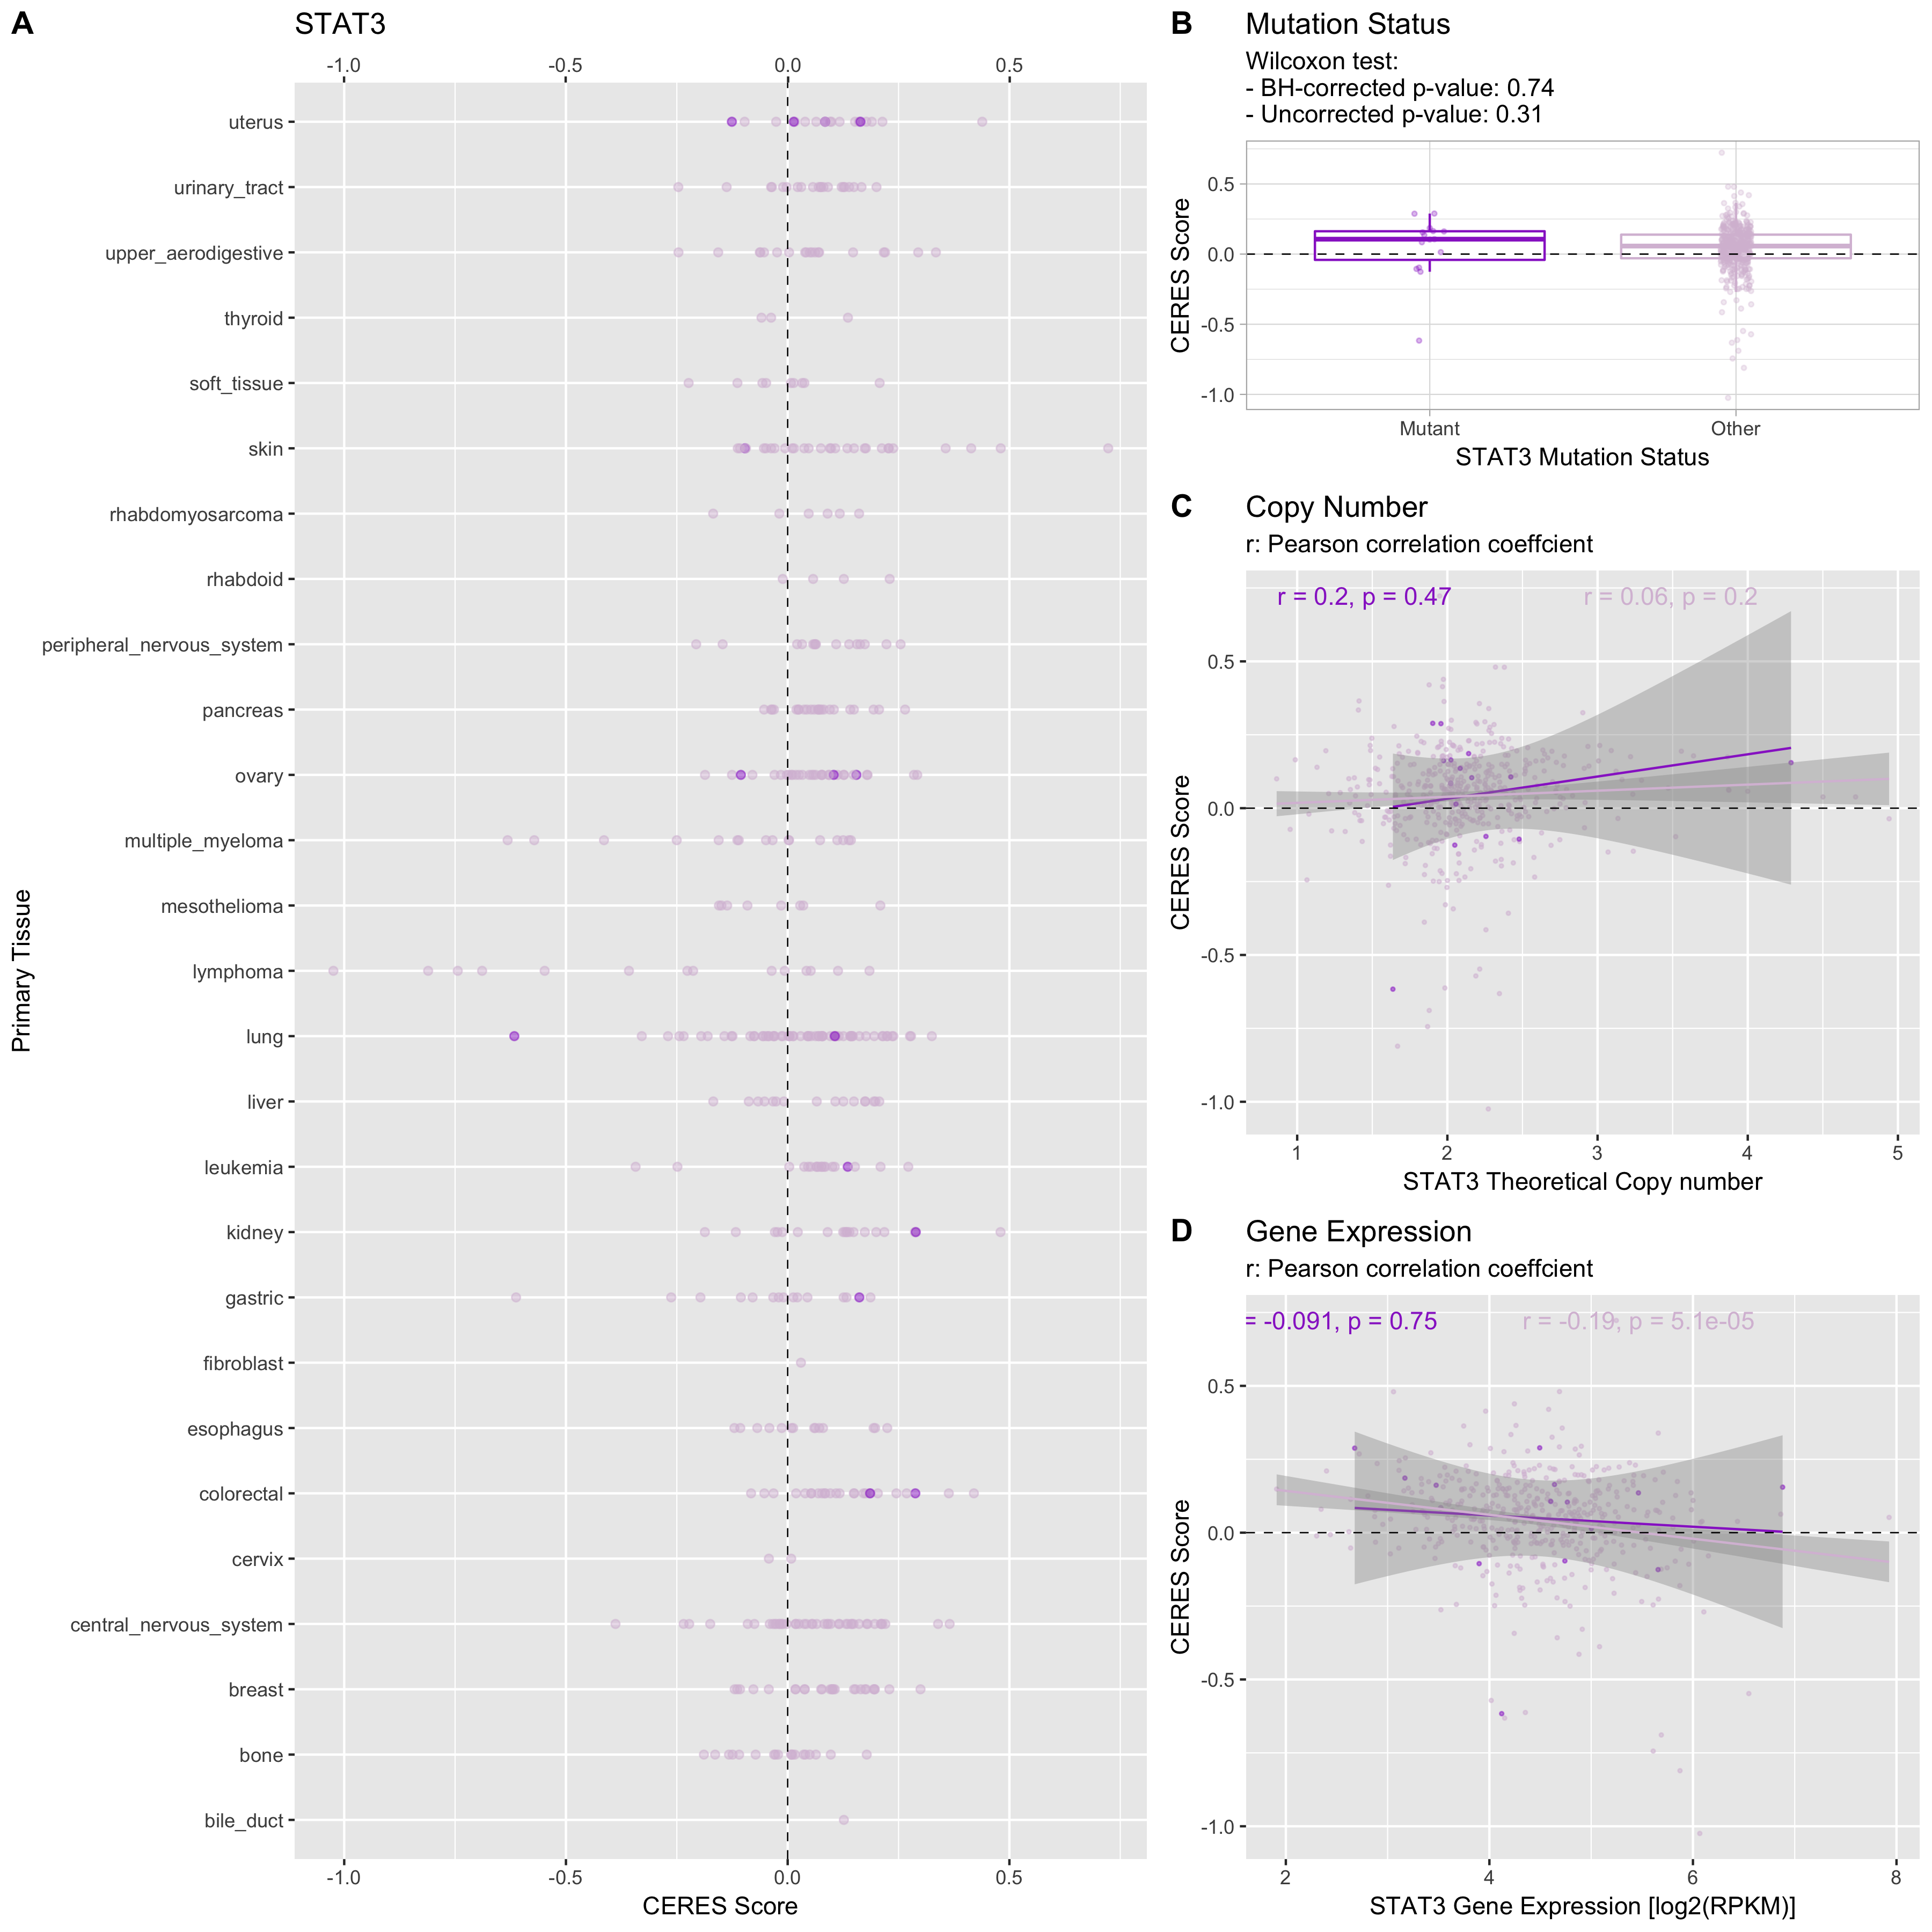 A
STAT3
-1.0 -0.5 0.0 0.5
uterus
urinary_tract
upper_aerodigestive
thyroid
soft_tissue
skin
rhabdomyosarcoma
rhabdoid
peripheral_nervous_system
pancreas
ovary
multiple_myeloma
mesothelioma
lymphoma
lung
liver
leukemia
kidney
gastric
fibroblast
esophagus
colorectal
cervix
central_nervous_system
breast
bone
bile_duct
Primary Tissue
-1.0 -0.5 0.0 0.5
CERES Score
B
Mutation Status
Wilcoxon test:
- BH-corrected p-value: 0.74
- Uncorrected p-value: 0.31
CERES Score
0.5
0.0
-0.5
-1.0
Mutant Other
STAT3 Mutation Status
C
Copy Number
r: Pearson correlation coeffcient
r = 0.2, p = 0.47 r = 0.06, p = 0.2
CERES Score
0.5
0.0
-0.5
-1.0
1 2 3 4 5
STAT3 Theoretical Copy number
D
Gene Expression
r: Pearson correlation coeffcient
= -0.091, p = 0.75 r = -0.19, p = 5.1e-05
CERES Score
0.5
0.0
-0.5
-1.0
2 4 6 8
STAT3 Gene Expression [log2(RPKM)]